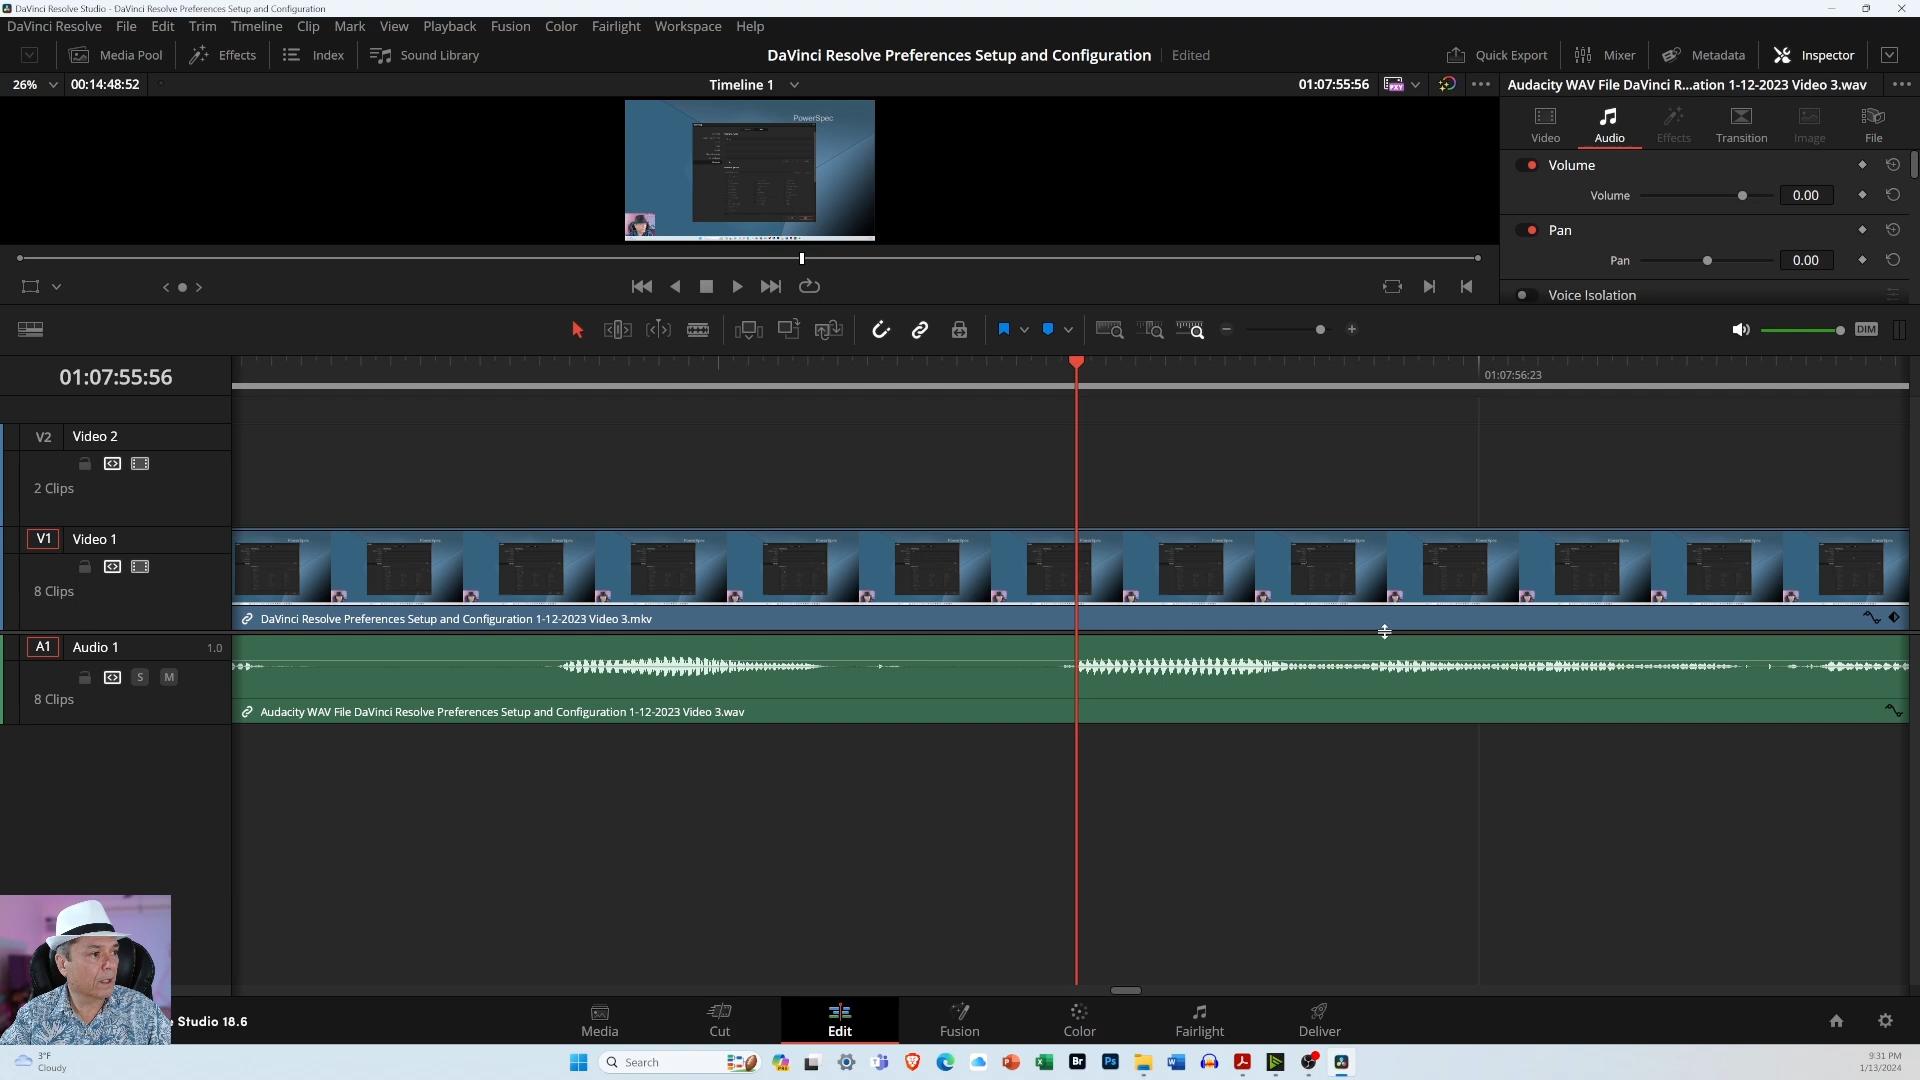 DaVinci Resolve Studio - DaVinci Resolve Preferences Setup and Configuration
DaVinci Resolve File Edit Trim Timeline Clip Mark View Playback Fusion Color Fairlight Workspace Help
Media Pool Effects Index Sound Library DaVinci Resolve Preferences Setup and Configuration Edited Quick Export Mixer Metadata Inspector
26% 00:14:48:52 Timeline 1 01:07:55:56 PXY Audacity WAV File DaVinci R...ation 1-12-2023 Video 3.wav
PowerSpec
Video Audio Effects Transition Image File
Volume
Volume 0.00
Pan
Pan 0.00
Voice Isolation
DIM
01:07:55:56
01:07:56:23
V2 Video 2
2 Clips
V1 Video 1
8 Clips
DaVinci Resolve Preferences Setup and Configuration 1-12-2023 Video 3.mkv
A1 Audio 1 1.0
S M
8 Clips
Audacity WAV File DaVinci Resolve Preferences Setup and Configuration 1-12-2023 Video 3.wav
Studio 18.6
Media Cut Edit Fusion Color Fairlight Deliver
3°F
Cloudy
Search
Br
Ps
9:31 PM
1/13/2024